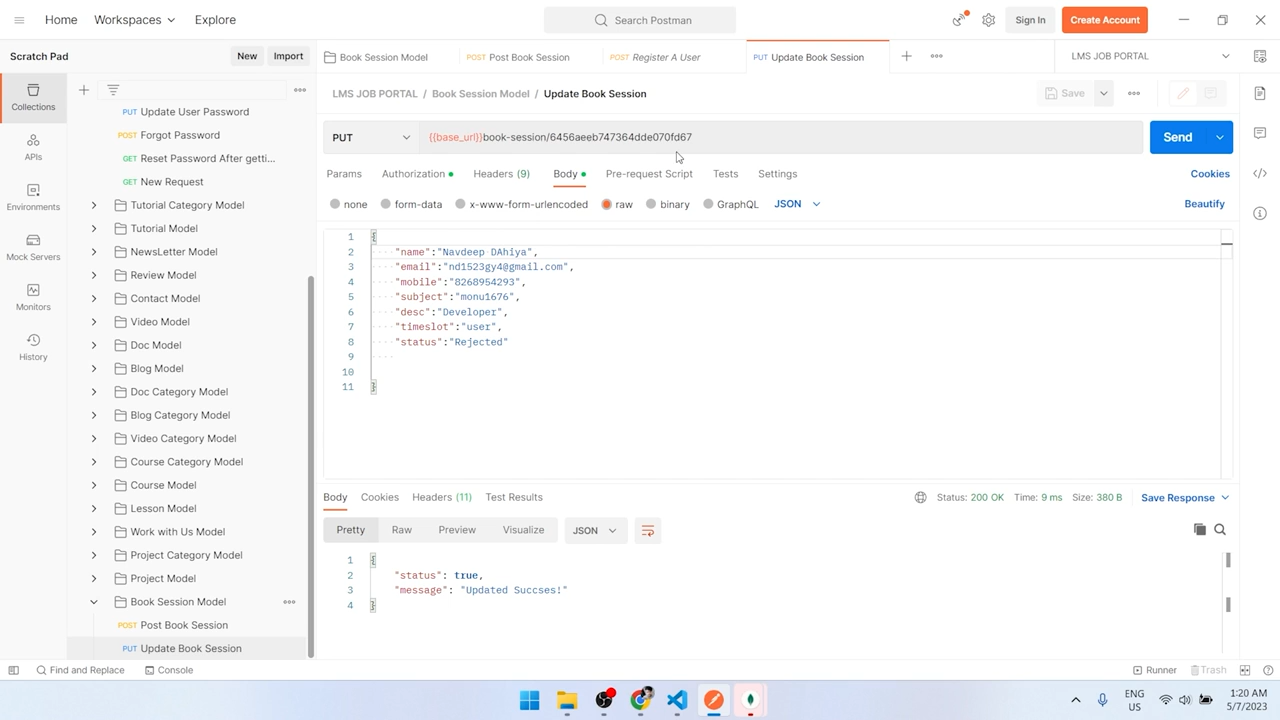 Home Workspaces Explore Search Postman Sign In Create Account
Scratch Pad New Import Book Session Model POST Post Book Session POST Register A User PUT Update Book Session LMS JOB PORTAL
Collections
APIs
Environments
Mock Servers
Monitors
History
PUT Update User Password
POST Forgot Password
GET Reset Password After getti...
GET New Request
Tutorial Category Model
Tutorial Model
NewsLetter Model
Review Model
Contact Model
Video Model
Doc Model
Blog Model
Doc Category Model
Blog Category Model
Video Category Model
Course Category Model
Course Model
Lesson Model
Work with Us Model
Project Category Model
Project Model
Book Session Model
POST Post Book Session
PUT Update Book Session
LMS JOB PORTAL / Book Session Model / Update Book Session Save
PUT {{base_url}}book-session/6456aeeb747364dde070fd67 Send
Params Authorization Headers (9) Body Pre-request Script Tests Settings Cookies
none form-data x-www-form-urlencoded raw binary GraphQL JSON Beautify
1 {
2 "name":"Navdeep DAhiya",
3 "email":"nd1523gy4@gmail.com",
4 "mobile":"8268954293",
5 "subject":"monu1676",
6 "desc":"Developer",
7 "timeslot":"user",
8 "status":"Rejected"
9
10
11 }
Body Cookies Headers (11) Test Results Status: 200 OK Time: 9 ms Size: 380 B Save Response
Pretty Raw Preview Visualize JSON
1 {
2 "status": true,
3 "message": "Updated Succses!"
4 }
Find and Replace Console Runner Trash
ENG
US
1:20 AM
5/7/2023